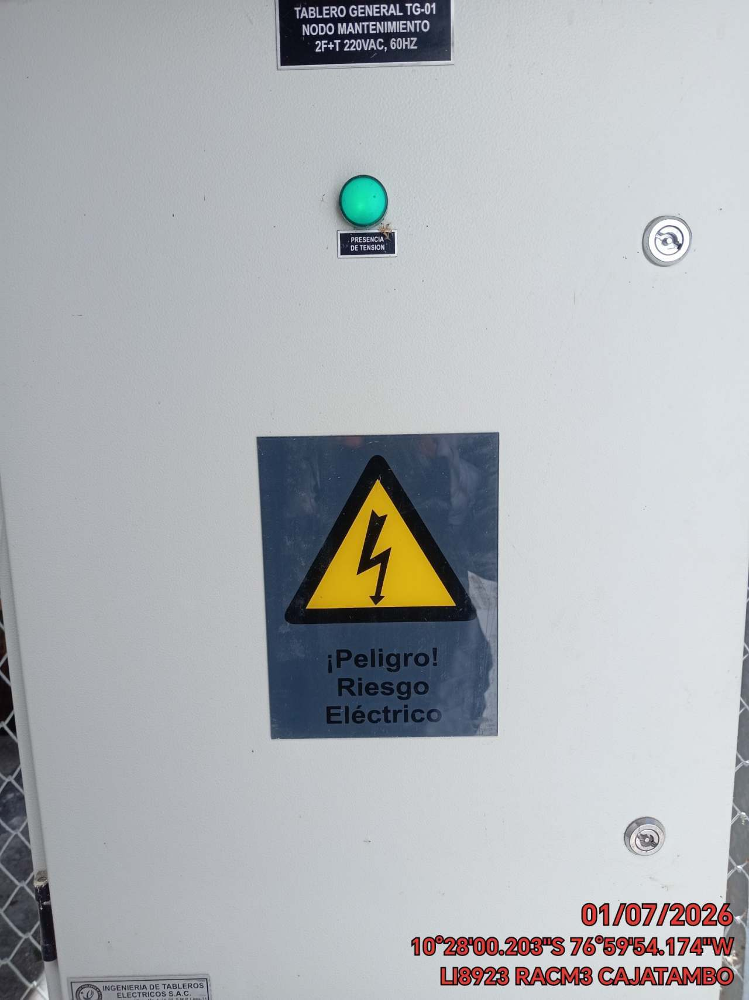 TABLERO GENERAL TG-01
NODO MANTENIMIENTO
2F+T 220VAC, 60HZ
PRESENCIA
DE TENSION
¡Peligro!
Riesgo
Eléctrico
01/07/2026
10°28'00.203"S 76°59'54.174"W
LI8923 RACM3 CAJATAMBO
INGENIERIA DE TABLEROS
ELECTRICOS S.A.C.